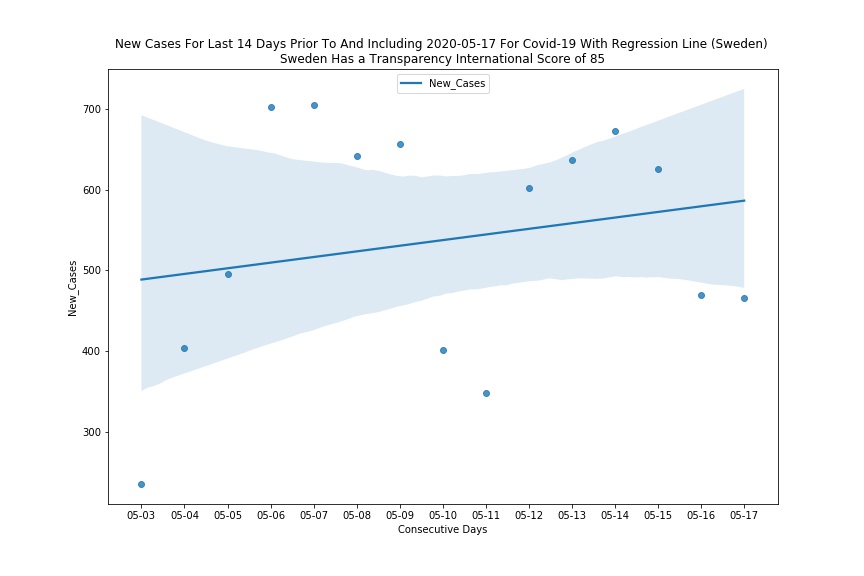 New Cases For Last 14 Days Prior To And Including 2020-05-17 For Covid-19 With Regression Line (Sweden)
Sweden Has a Transparency International Score of 85
New_Cases
700
600
500
400
300
New_Cases
05-03 05-04 05-05 05-06 05-07 05-08 05-09 05-10 05-11 05-12 05-13 05-14 05-15 05-16 05-17
Consecutive Days